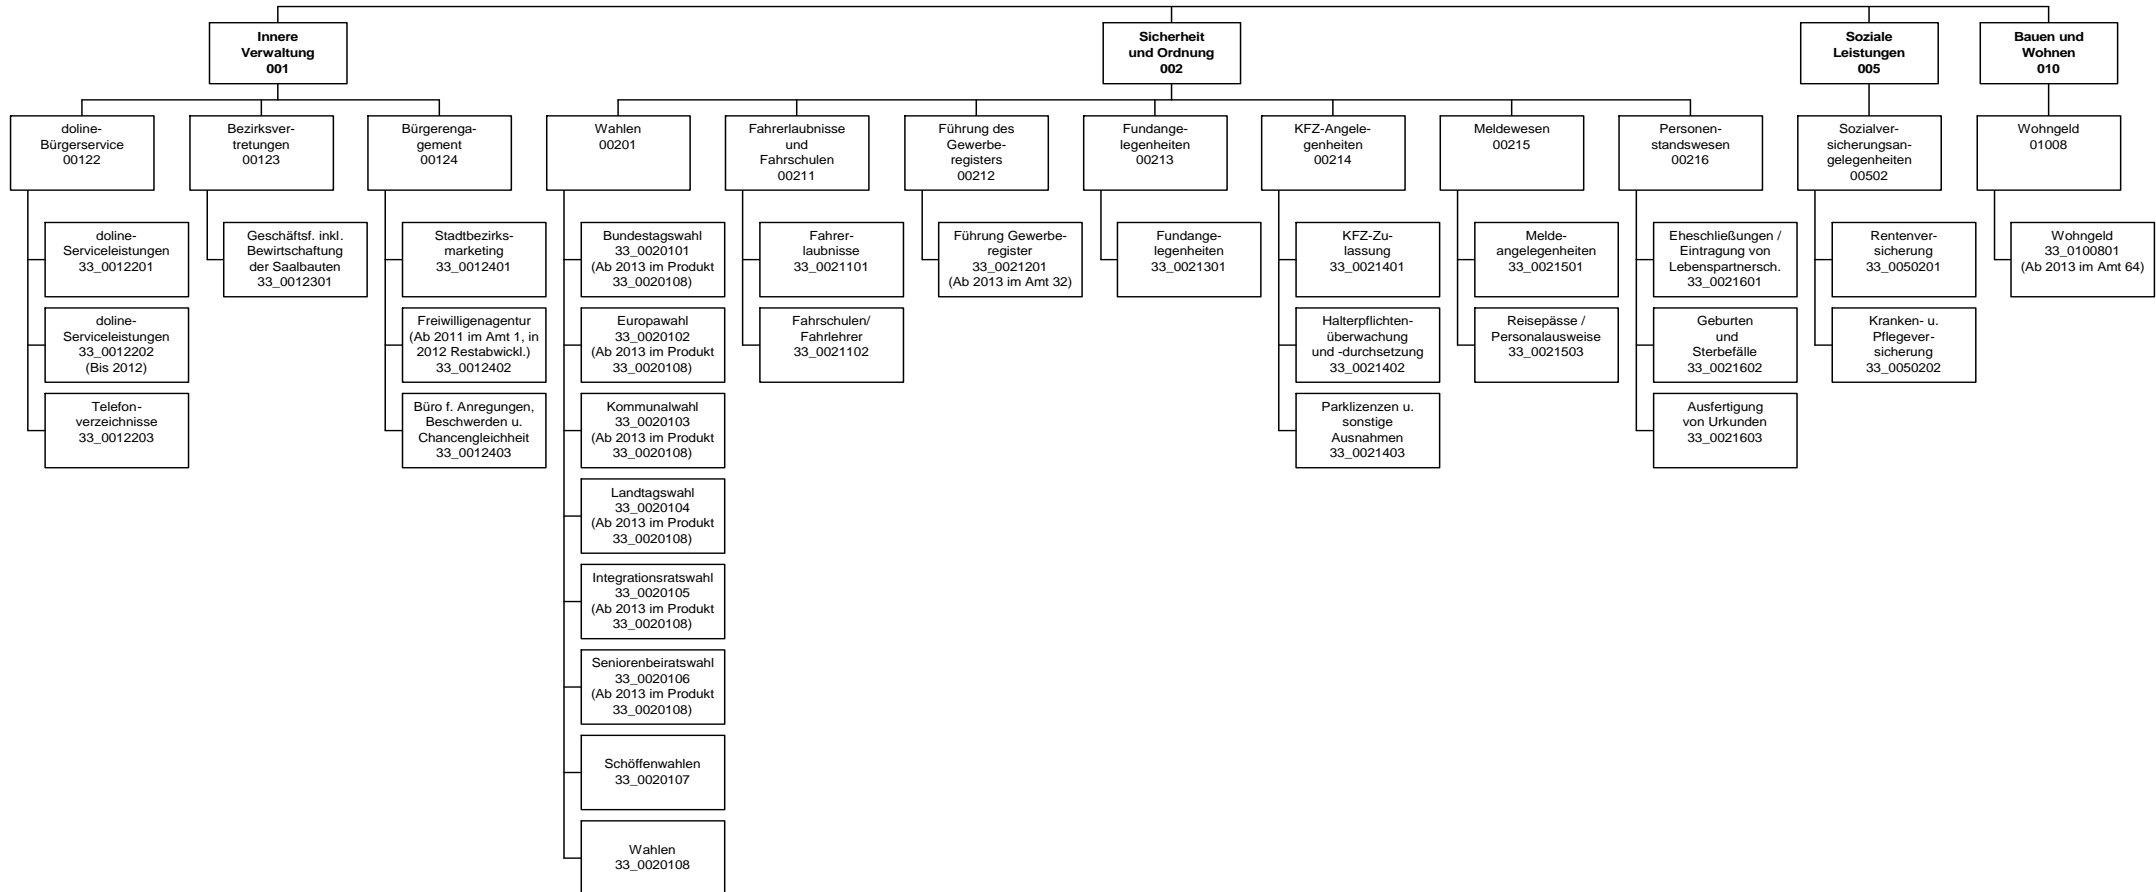 Innere
Verwaltung
001
Sicherheit
und Ordnung
002
Soziale
Leistungen
005
Bauen und
Wohnen
010
doline-
Bürgerservice
00122
Bezirksver-
tretungen
00123
Bürgerenga-
gement
00124
Wahlen
00201
Fahrerlaubnisse
und
Fahrschulen
00211
Führung des
Gewerbe-
registers
00212
Fundange-
legenheiten
00213
KFZ-Angele-
genheiten
00214
Meldewesen
00215
Personen-
standswesen
00216
Sozialver-
sicherungsan-
gelegenheiten
00502
Wohngeld
01008
doline-
Serviceleistungen
33_0012201
doline-
Serviceleistungen
33_0012202
(Bis 2012)
Telefon-
verzeichnisse
33_0012203
Geschäftsf. inkl.
Bewirtschaftung
der Saalbauten
33_0012301
Stadtbezirks-
marketing
33_0012401
Freiwilligenagentur
(Ab 2011 im Amt 1, in
2012 Restabwickl.)
33_0012402
Büro f. Anregungen,
Beschwerden u.
Chancengleichheit
33_0012403
Bundestagswahl
33_0020101
(Ab 2013 im Produkt
33_0020108)
Europawahl
33_0020102
(Ab 2013 im Produkt
33_0020108)
Kommunalwahl
33_0020103
(Ab 2013 im Produkt
33_0020108)
Landtagswahl
33_0020104
(Ab 2013 im Produkt
33_0020108)
Integrationsratswahl
33_0020105
(Ab 2013 im Produkt
33_0020108)
Seniorenbeiratswahl
33_0020106
(Ab 2013 im Produkt
33_0020108)
Schöffenwahlen
33_0020107
Wahlen
33_0020108
Fahrer-
laubnisse
33_0021101
Fahrschulen/
Fahrlehrer
33_0021102
Führung Gewerbe-
register
33_0021201
(Ab 2013 im Amt 32)
Fundange-
legenheiten
33_0021301
KFZ-Zu-
lassung
33_0021401
Halterpflichten-
überwachung
und -durchsetzung
33_0021402
Parklizenzen u.
sonstige
Ausnahmen
33_0021403
Melde-
angelegenheiten
33_0021501
Reisepässe /
Personalausweise
33_0021503
Eheschließungen /
Eintragung von
Lebenspartnersch.
33_0021601
Geburten
und
Sterbefälle
33_0021602
Ausfertigung
von Urkunden
33_0021603
Rentenver-
sicherung
33_0050201
Kranken- u.
Pflegever-
sicherung
33_0050202
Wohngeld
33_0100801
(Ab 2013 im Amt 64)